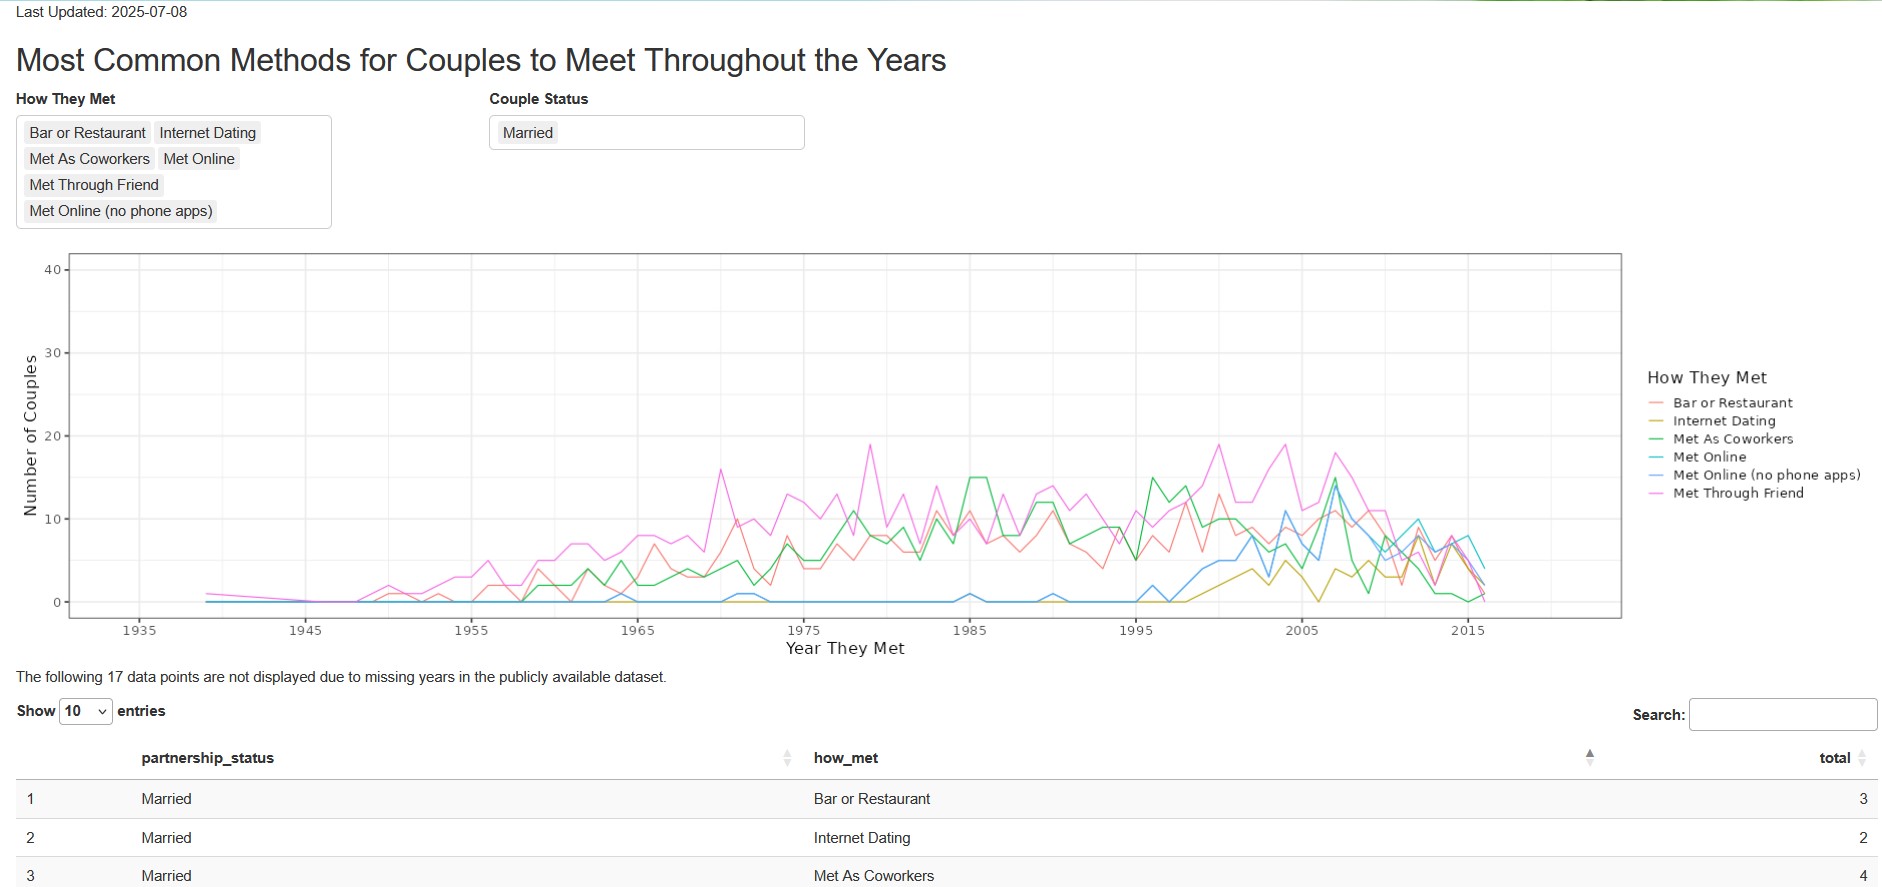 Last Updated: 2025-07-08
Most Common Methods for Couples to Meet Throughout the Years
How They Met
Couple Status
Bar or Restaurant Internet Dating
Married
Met As Coworkers Met Online
Met Through Friend
Met Online (no phone apps)
Number of Couples
40
30
20
10
0
1935 1945 1955 1965 1975 1985 1995 2005 2015
Year They Met
How They Met
Bar or Restaurant
Internet Dating
Met As Coworkers
Met Online
Met Online (no phone apps)
Met Through Friend
The following 17 data points are not displayed due to missing years in the publicly available dataset.
Show 10 entries
Search:
partnership_status how_met total
1 Married Bar or Restaurant 3
2 Married Internet Dating 2
3 Married Met As Coworkers 4